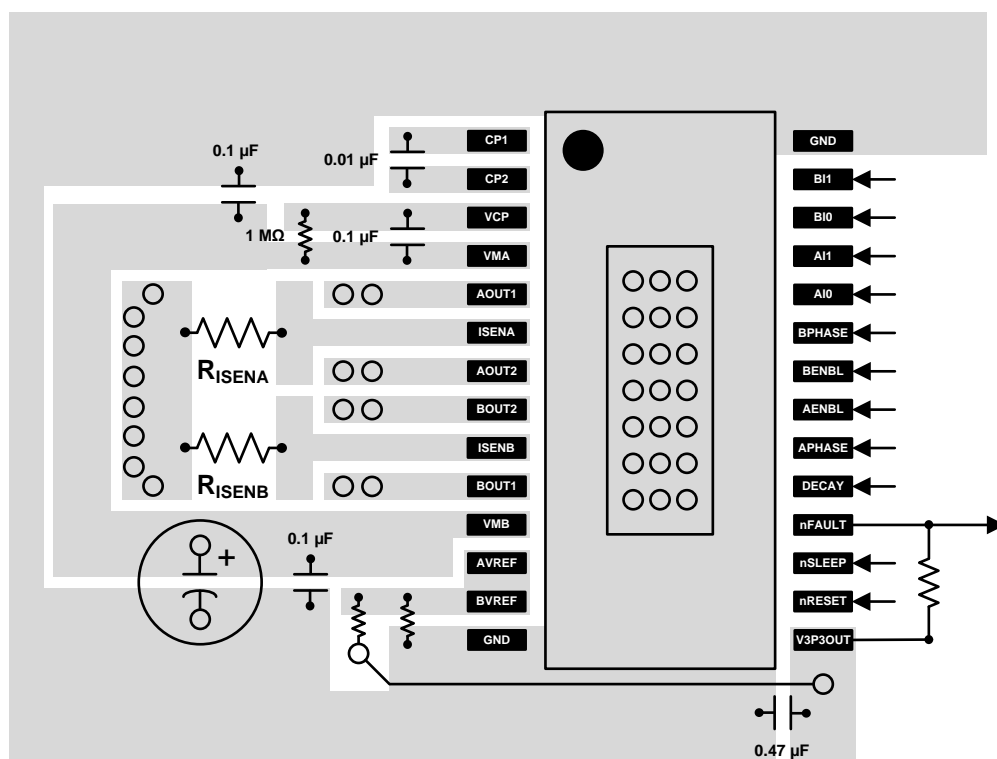 0.1 µF
0.01 µF
1 MΩ
0.1 µF
RISENA
RISENB
+
0.1 µF
CP1
CP2
VCP
VMA
AOUT1
ISENA
AOUT2
BOUT2
ISENB
BOUT1
VMB
AVREF
BVREF
GND
GND
BI1
BI0
AI1
AI0
BPHASE
BENBL
AENBL
APHASE
DECAY
nFAULT
nSLEEP
nRESET
V3P3OUT
0.47 µF